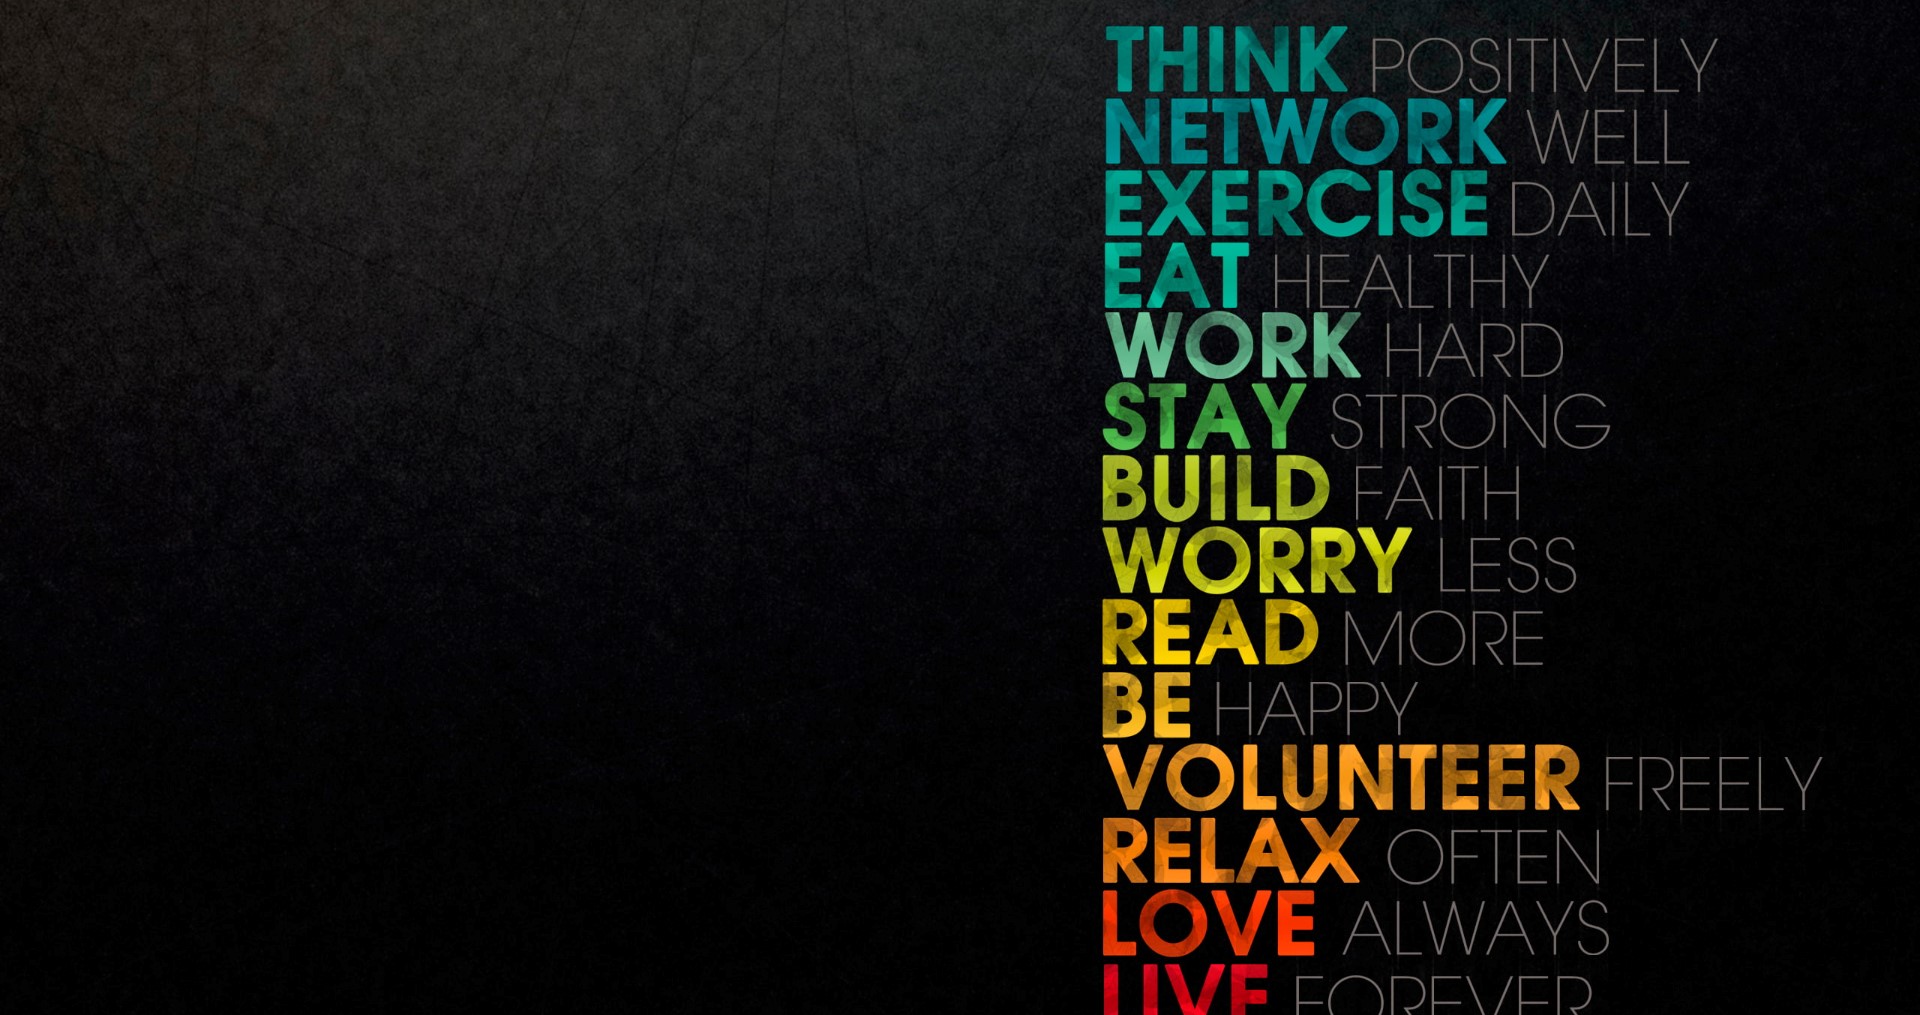 THINK POSITIVELY
NETWORK WELL
EXERCISE DAILY
EAT HEALTHY
WORK HARD
STAY STRONG
BUILD FAITH
WORRY LESS
READ MORE
BE HAPPY
VOLUNTEER FREELY
RELAX OFTEN
LOVE ALWAYS
LIVE FOREVER